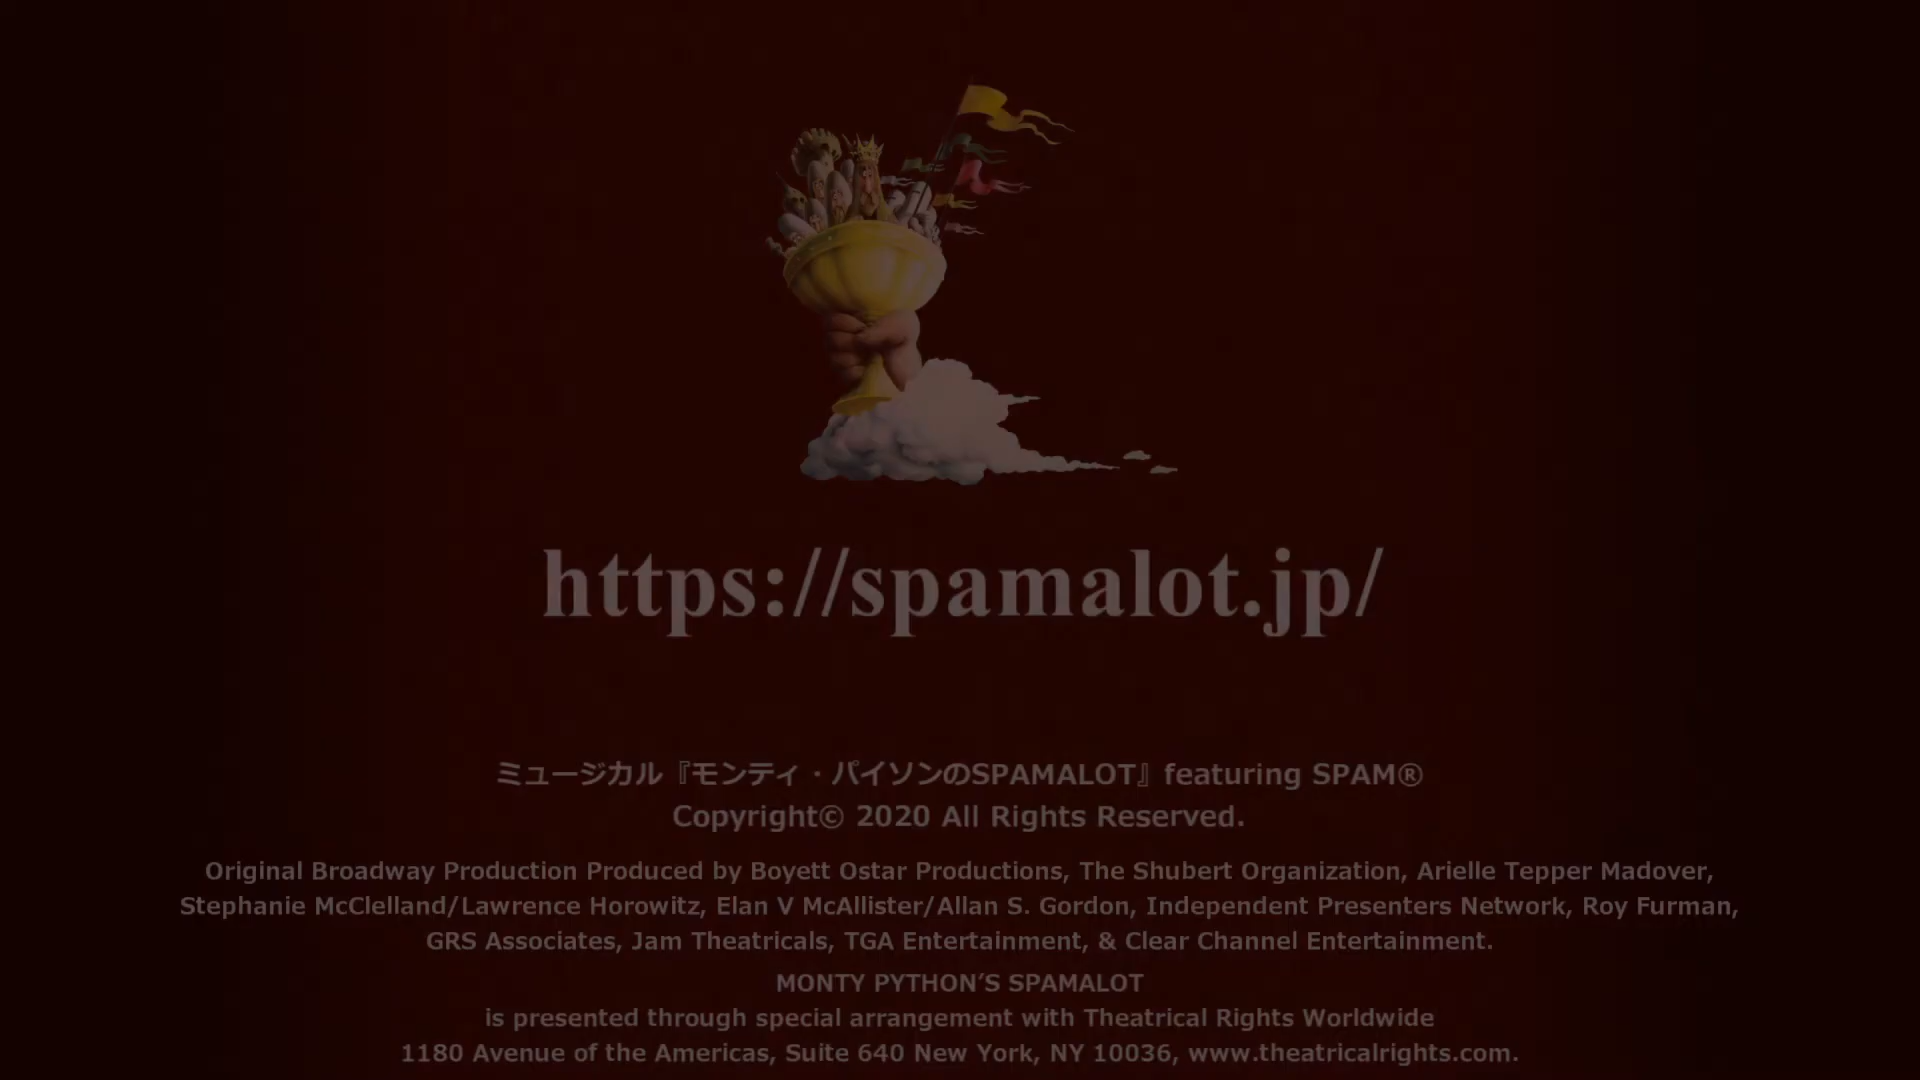 https://spamalot.jp/
ミュージカル『モンティ・パイソンのSPAMALOT』featuring SPAM®
Copyright© 2020 All Rights Reserved.
Original Broadway Production Produced by Boyett Ostar Productions, The Shubert Organization, Arielle Tepper Madover,
Stephanie McClelland/Lawrence Horowitz, Elan V McAllister/Allan S. Gordon, Independent Presenters Network, Roy Furman,
GRS Associates, Jam Theatricals, TGA Entertainment, & Clear Channel Entertainment.
MONTY PYTHON’S SPAMALOT
is presented through special arrangement with Theatrical Rights Worldwide
1180 Avenue of the Americas, Suite 640 New York, NY 10036, www.theatricalrights.com.